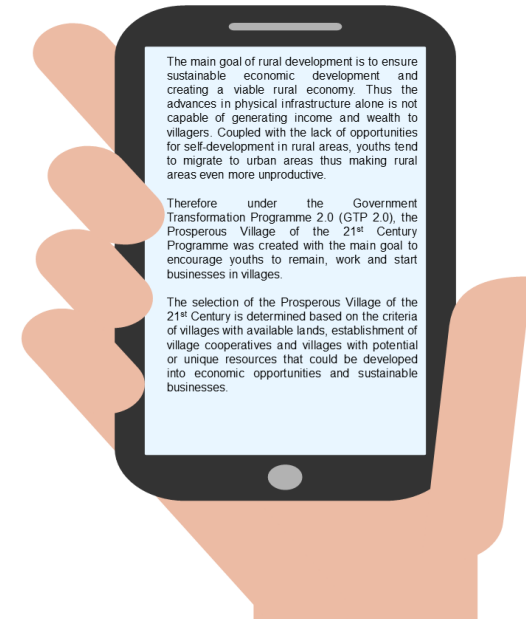 The main goal of rural development is to ensure
sustainable economic development and
creating a viable rural economy. Thus the
advances in physical infrastructure alone is not
capable of generating income and wealth to
villagers. Coupled with the lack of opportunities
for self-development in rural areas, youths tend
to migrate to urban areas thus making rural
areas even more unproductive.
Therefore under the Government
Transformation Programme 2.0 (GTP 2.0), the
Prosperous Village of the 21st Century
Programme was created with the main goal to
encourage youths to remain, work and start
businesses in villages.
The selection of the Prosperous Village of the
21st Century is determined based on the criteria
of villages with available lands, establishment of
village cooperatives and villages with potential
or unique resources that could be developed
into economic opportunities and sustainable
businesses.